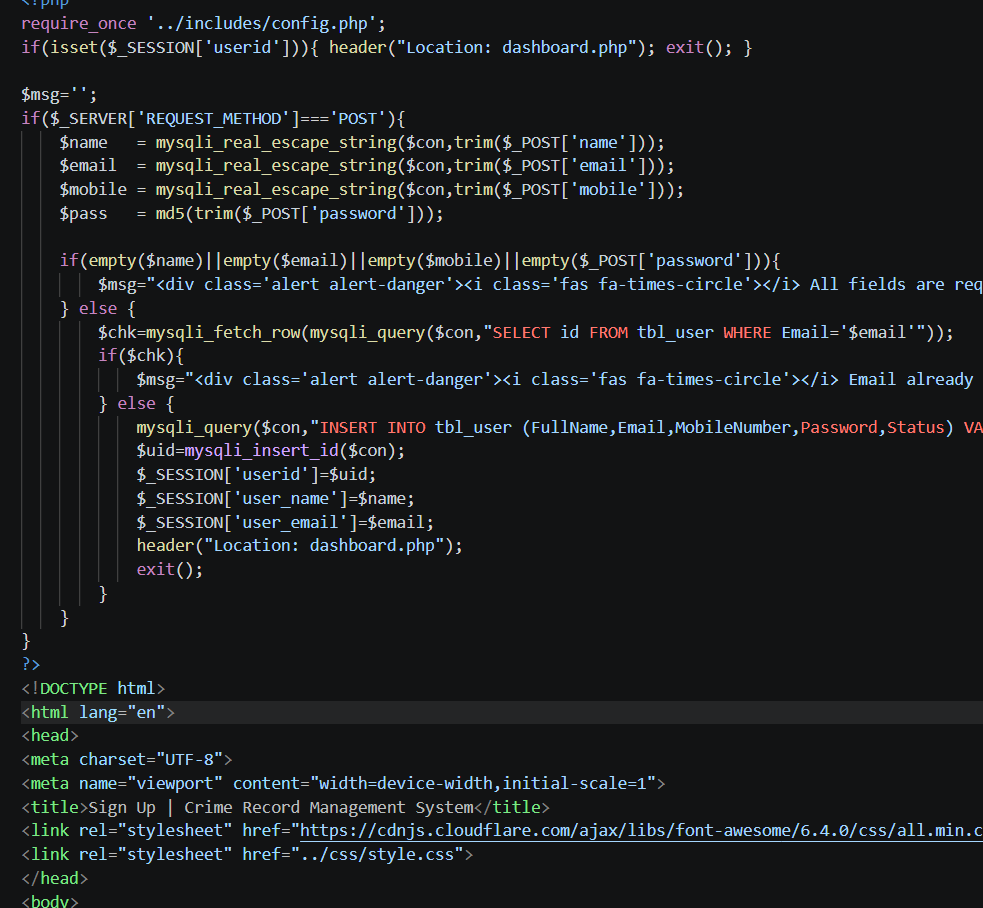 <?php
require_once '../includes/config.php';
if(isset($_SESSION['userid'])){ header("Location: dashboard.php"); exit(); }
$msg='';
if($_SERVER['REQUEST_METHOD']==='POST'){
$name = mysqli_real_escape_string($con,trim($_POST['name']));
$email = mysqli_real_escape_string($con,trim($_POST['email']));
$mobile = mysqli_real_escape_string($con,trim($_POST['mobile']));
$pass = md5(trim($_POST['password']));
if(empty($name)||empty($email)||empty($mobile)||empty($_POST['password'])){
$msg="<div class='alert alert-danger'><i class='fas fa-times-circle'></i> All fields are req
} else {
$chk=mysqli_fetch_row(mysqli_query($con,"SELECT id FROM tbl_user WHERE Email='$email'"));
if($chk){
$msg="<div class='alert alert-danger'><i class='fas fa-times-circle'></i> Email already
} else {
mysqli_query($con,"INSERT INTO tbl_user (FullName,Email,MobileNumber,Password,Status) VA
$uid=mysqli_insert_id($con);
$_SESSION['userid']=$uid;
$_SESSION['user_name']=$name;
$_SESSION['user_email']=$email;
header("Location: dashboard.php");
exit();
}
}
}
?>
<!DOCTYPE html>
<html lang="en">
<head>
<meta charset="UTF-8">
<meta name="viewport" content="width=device-width,initial-scale=1">
<title>Sign Up | Crime Record Management System</title>
<link rel="stylesheet" href="https://cdnjs.cloudflare.com/ajax/libs/font-awesome/6.4.0/css/all.min.c
<link rel="stylesheet" href="../css/style.css">
</head>
<body>